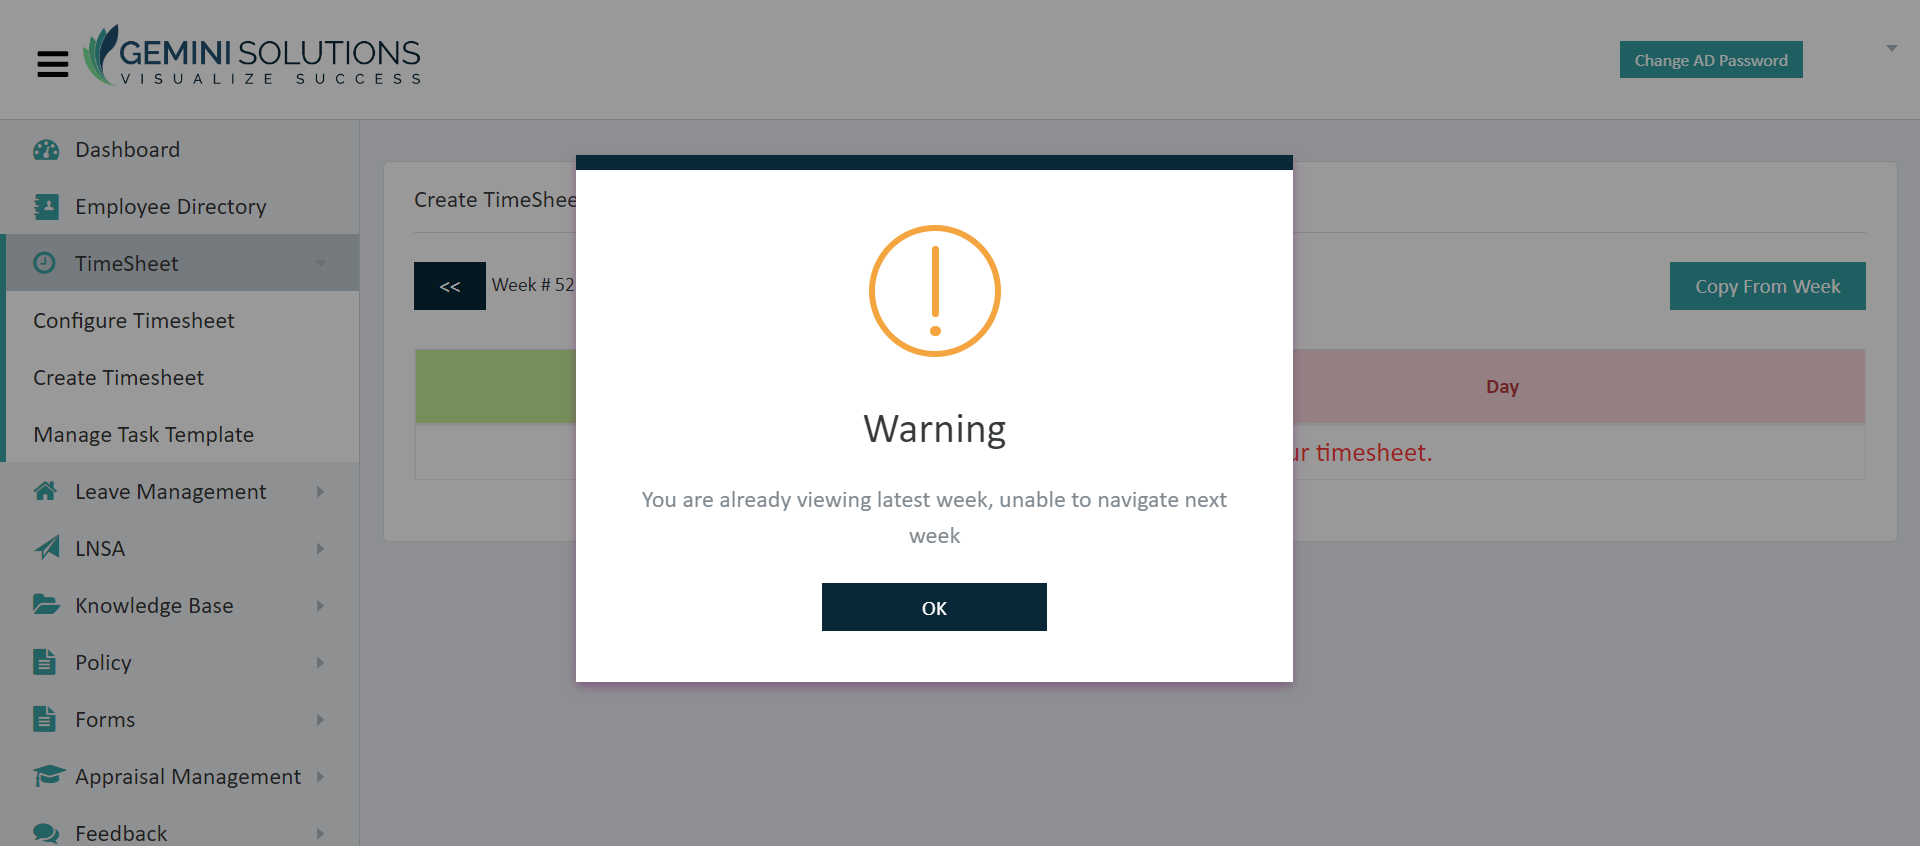 GEMINI SOLUTIONS
VISUALIZE SUCCESS
Change AD Password
Dashboard
Employee Directory
TimeSheet
Configure Timesheet
Create Timesheet
Manage Task Template
Leave Management
LNSA
Knowledge Base
Policy
Forms
Appraisal Management
Feedback
Create TimeShee
<<
Week # 52
Copy From Week
Day
ur timesheet.
Warning
You are already viewing latest week, unable to navigate next
week
OK